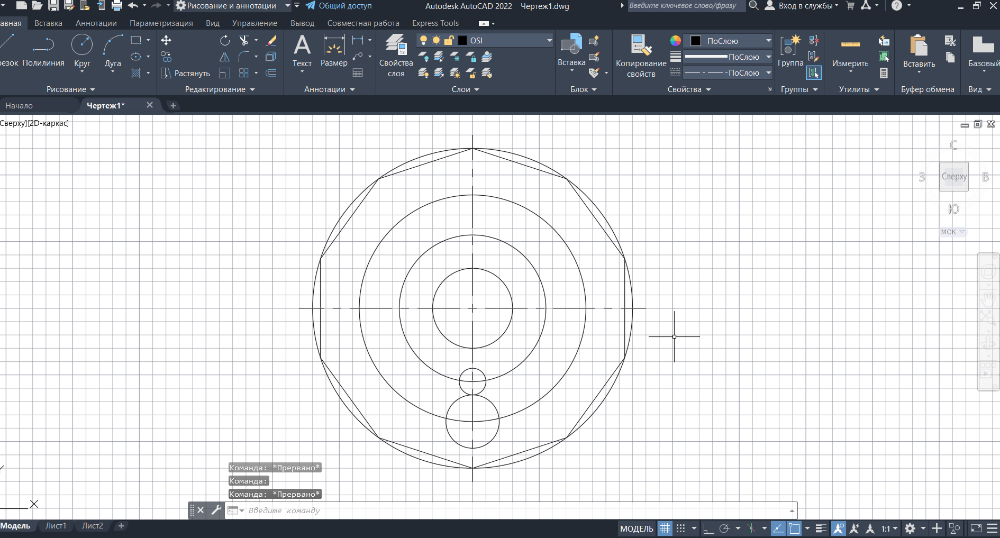 Рисование и аннотации
Общий доступ
Autodesk AutoCAD 2022 Чертеж1.dwg
Введите ключевое слово/фразу
Вход в службы
?
авная Вставка Аннотации Параметризация Вид Управление Вывод Совместная работа Express Tools
OSI
ПоСлою
ПоСлою
ПоСлою
резок Полилиния Круг Дуга
Растянуть
Текст Размер
Свойства
слоя
Вставка
Копирование
свойств
Группа
Измерить
Вставить
Базовый
Рисование Редактирование Аннотации Слои Блок Свойства Группы Утилиты Буфер обмена Вид
Начало Чертеж1* +
Сверху][2D-каркас]
С
З Сверху В
Ю
МСК
Команда: *Прервано*
Команда:
Команда: *Прервано*
Введите команду
Модель Лист1 Лист2 +
МОДЕЛЬ 1:1